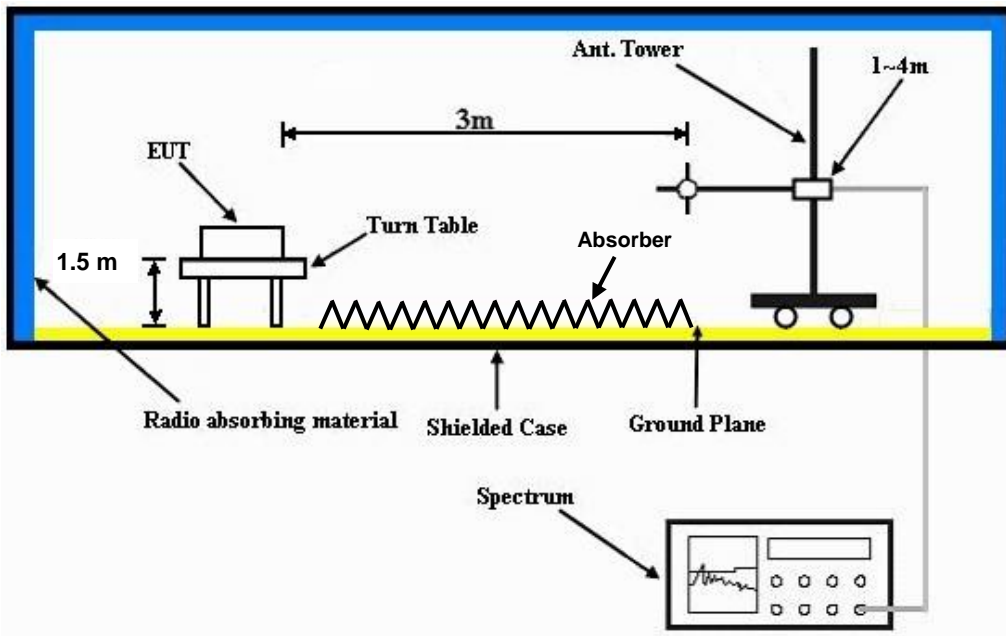 Ant. Tower
1~4m
3m
EUT
Turn Table
Absorber
1.5 m
Radio absorbing material
Shielded Case
Ground Plane
Spectrum